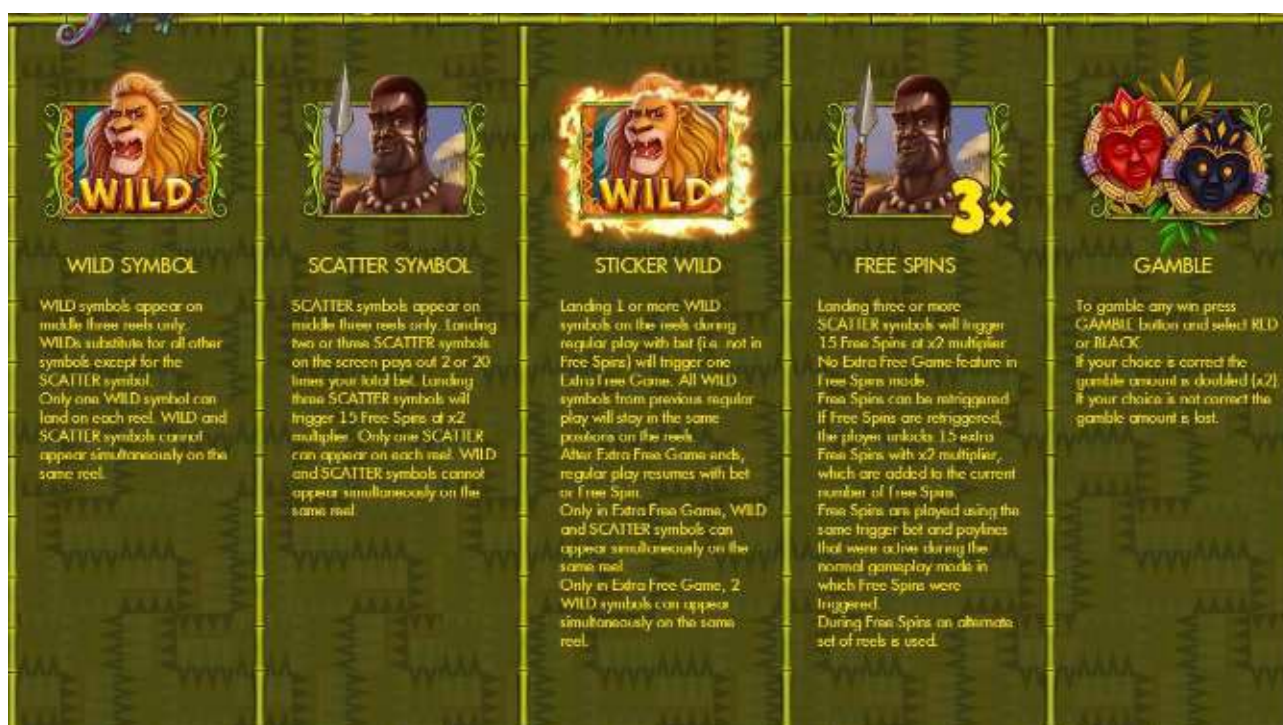 WILD
WILD SYMBOL
WILD symbols appear on
middle three reels only.
WILDs substitute for all other
symbols except for the
SCATTER symbol.
Only one WILD symbol can
land on each reel. WILD and
SCATTER symbols cannot
appear simultaneously on the
same reel.
SCATTER SYMBOL
SCATTER symbols appear on
middle three reels only. Landing
two or three SCATTER symbols
on the screen pays out 2 or 20
times your total bet. Landing
three SCATTER symbols will
trigger 15 Free Spins at x2
multiplier. Only one SCATTER
can appear on each reel. WILD
and SCATTER symbols cannot
appear simultaneously on the
same reel
WILD
STICKER WILD
Landing 1 or more WILD
symbols on the reels during
regular play with bet (i.e. not in
Free Spins) will trigger one
Extra Free Game. All WILD
symbols from previous regular
play will stay in the same
positions on the reels.
After Extra Free Game ends,
regular play resumes with bet
or Free Spin.
Only in Extra Free Game, WILD
and SCATTER symbols can
appear simultaneously on the
same reel
Only in Extra Free Game, 2
WILD symbols can appear
simultaneously on the same
reel.
3x
FREE SPINS
Landing three or more
SCATTER symbols will trigger
15 Free Spins at x2 multiplier
No Extra Free Game feature in
Free Spins mode.
Free Spins can be retriggered
If Free Spins are retriggered,
the player unlocks 15 extra
Free Spins with x2 multiplier,
which are added to the current
number of Free Spins.
Free Spins are played using the
same trigger bet and paylines
that were active during the
normal gameplay mode in
which Free Spins were
triggered.
During Free Spins an alternate
set of reels is used.
GAMBLE
To gamble any win press
GAMBLE button and select RED
or BLACK
If your choice is correct the
gamble amount is doubled (x2)
If your choice is not correct the
gamble amount is lost.